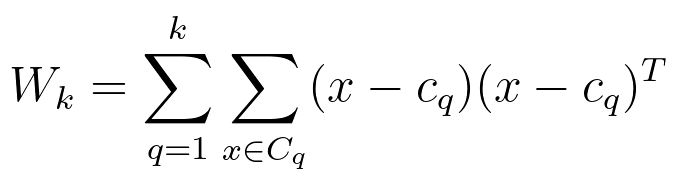 $W_k = \sum_{q=1}^{k} \sum_{x \in C_q} (x - c_q)(x - c_q)^T$